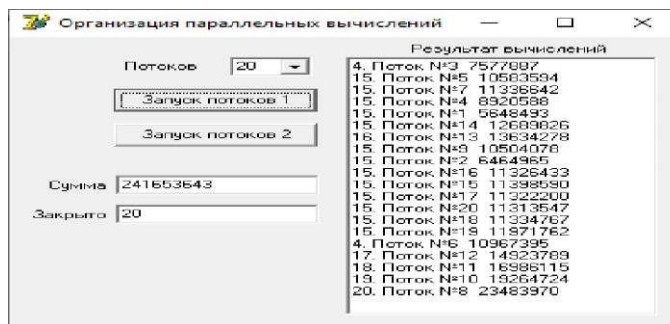 Организация параллельных вычислений
Потоков 20
Запуск потоков 1
Запуск потоков 2
Сумма 241653643
Закрыто 20
Результат вычислений
4. Поток №3 7577887
15. Поток №5 10583594
15. Поток №7 11336642
15. Поток №4 8920588
15. Поток №1 5648493
15. Поток №14 12689826
16. Поток №13 13634278
15. Поток №9 10504078
15. Поток №2 6464965
15. Поток №16 11326433
15. Поток №15 11398590
15. Поток №17 11322200
15. Поток №20 11313547
15. Поток №18 11334767
15. Поток №19 11971762
4. Поток №6 10967395
17. Поток №12 14923789
18. Поток №11 16986115
19. Поток №10 19264724
20. Поток №8 23483970